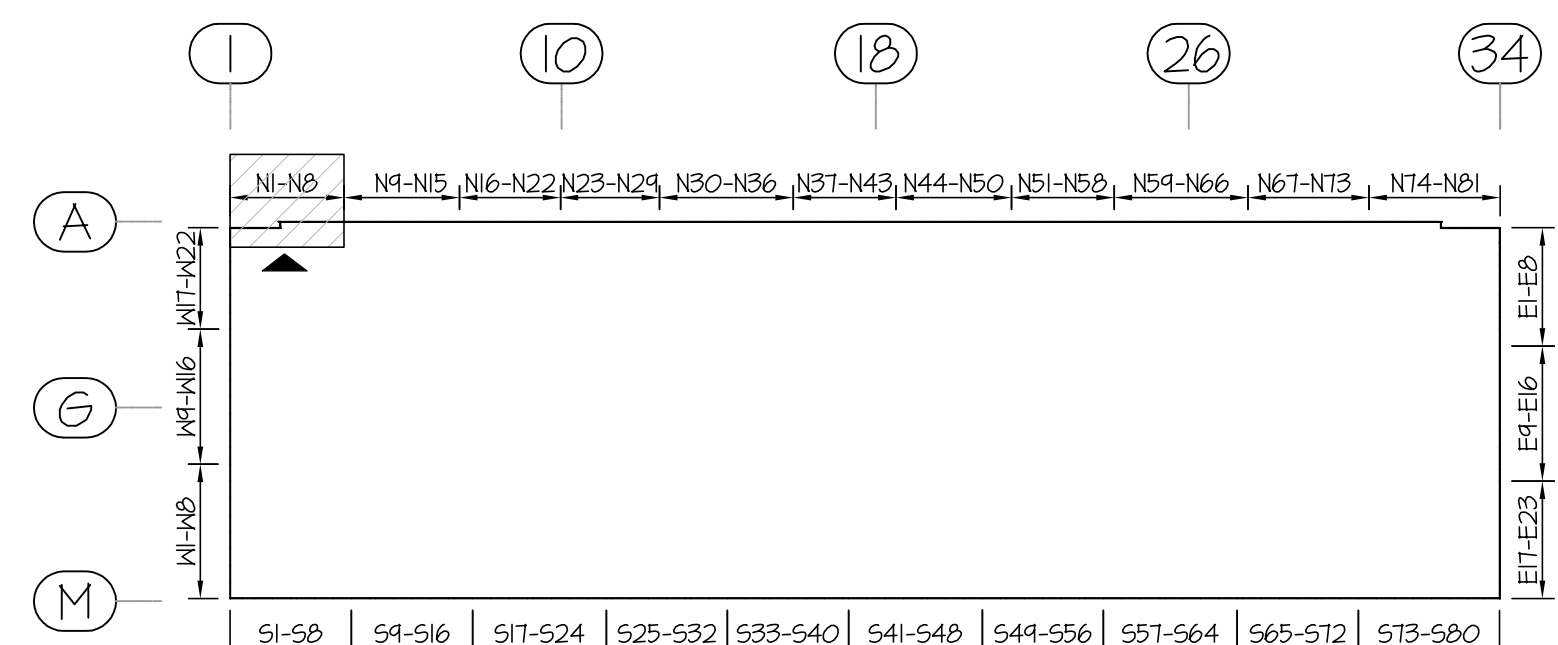 1 10 18 26 34
N1-N8 N9-N15 N16-N22 N23-N29 N30-N36 N37-N43 N44-N50 N51-N58 N59-N66 N67-N73 N74-N81
A
W17-W22
E1-E8
W9-W16
G
E9-E16
W1-W8
E17-E23
M
S1-S8 S9-S16 S17-S24 S25-S32 S33-S40 S41-S48 S49-S56 S57-S64 S65-S72 S73-S80